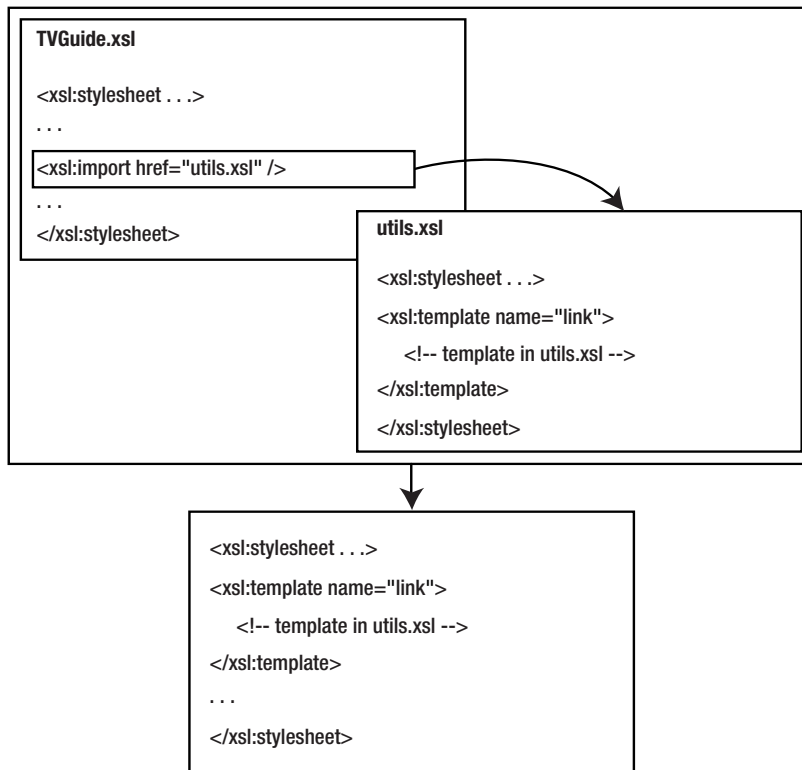 TVGuide.xsl
<xsl:stylesheet . . .>
. . .
<xsl:import href="utils.xsl" />
. . .
</xsl:stylesheet>
utils.xsl
<xsl:stylesheet . . .>
<xsl:template name="link">
<!-- template in utils.xsl -->
</xsl:template>
</xsl:stylesheet>
<xsl:stylesheet . . .>
<xsl:template name="link">
<!-- template in utils.xsl -->
</xsl:template>
. . .
</xsl:stylesheet>